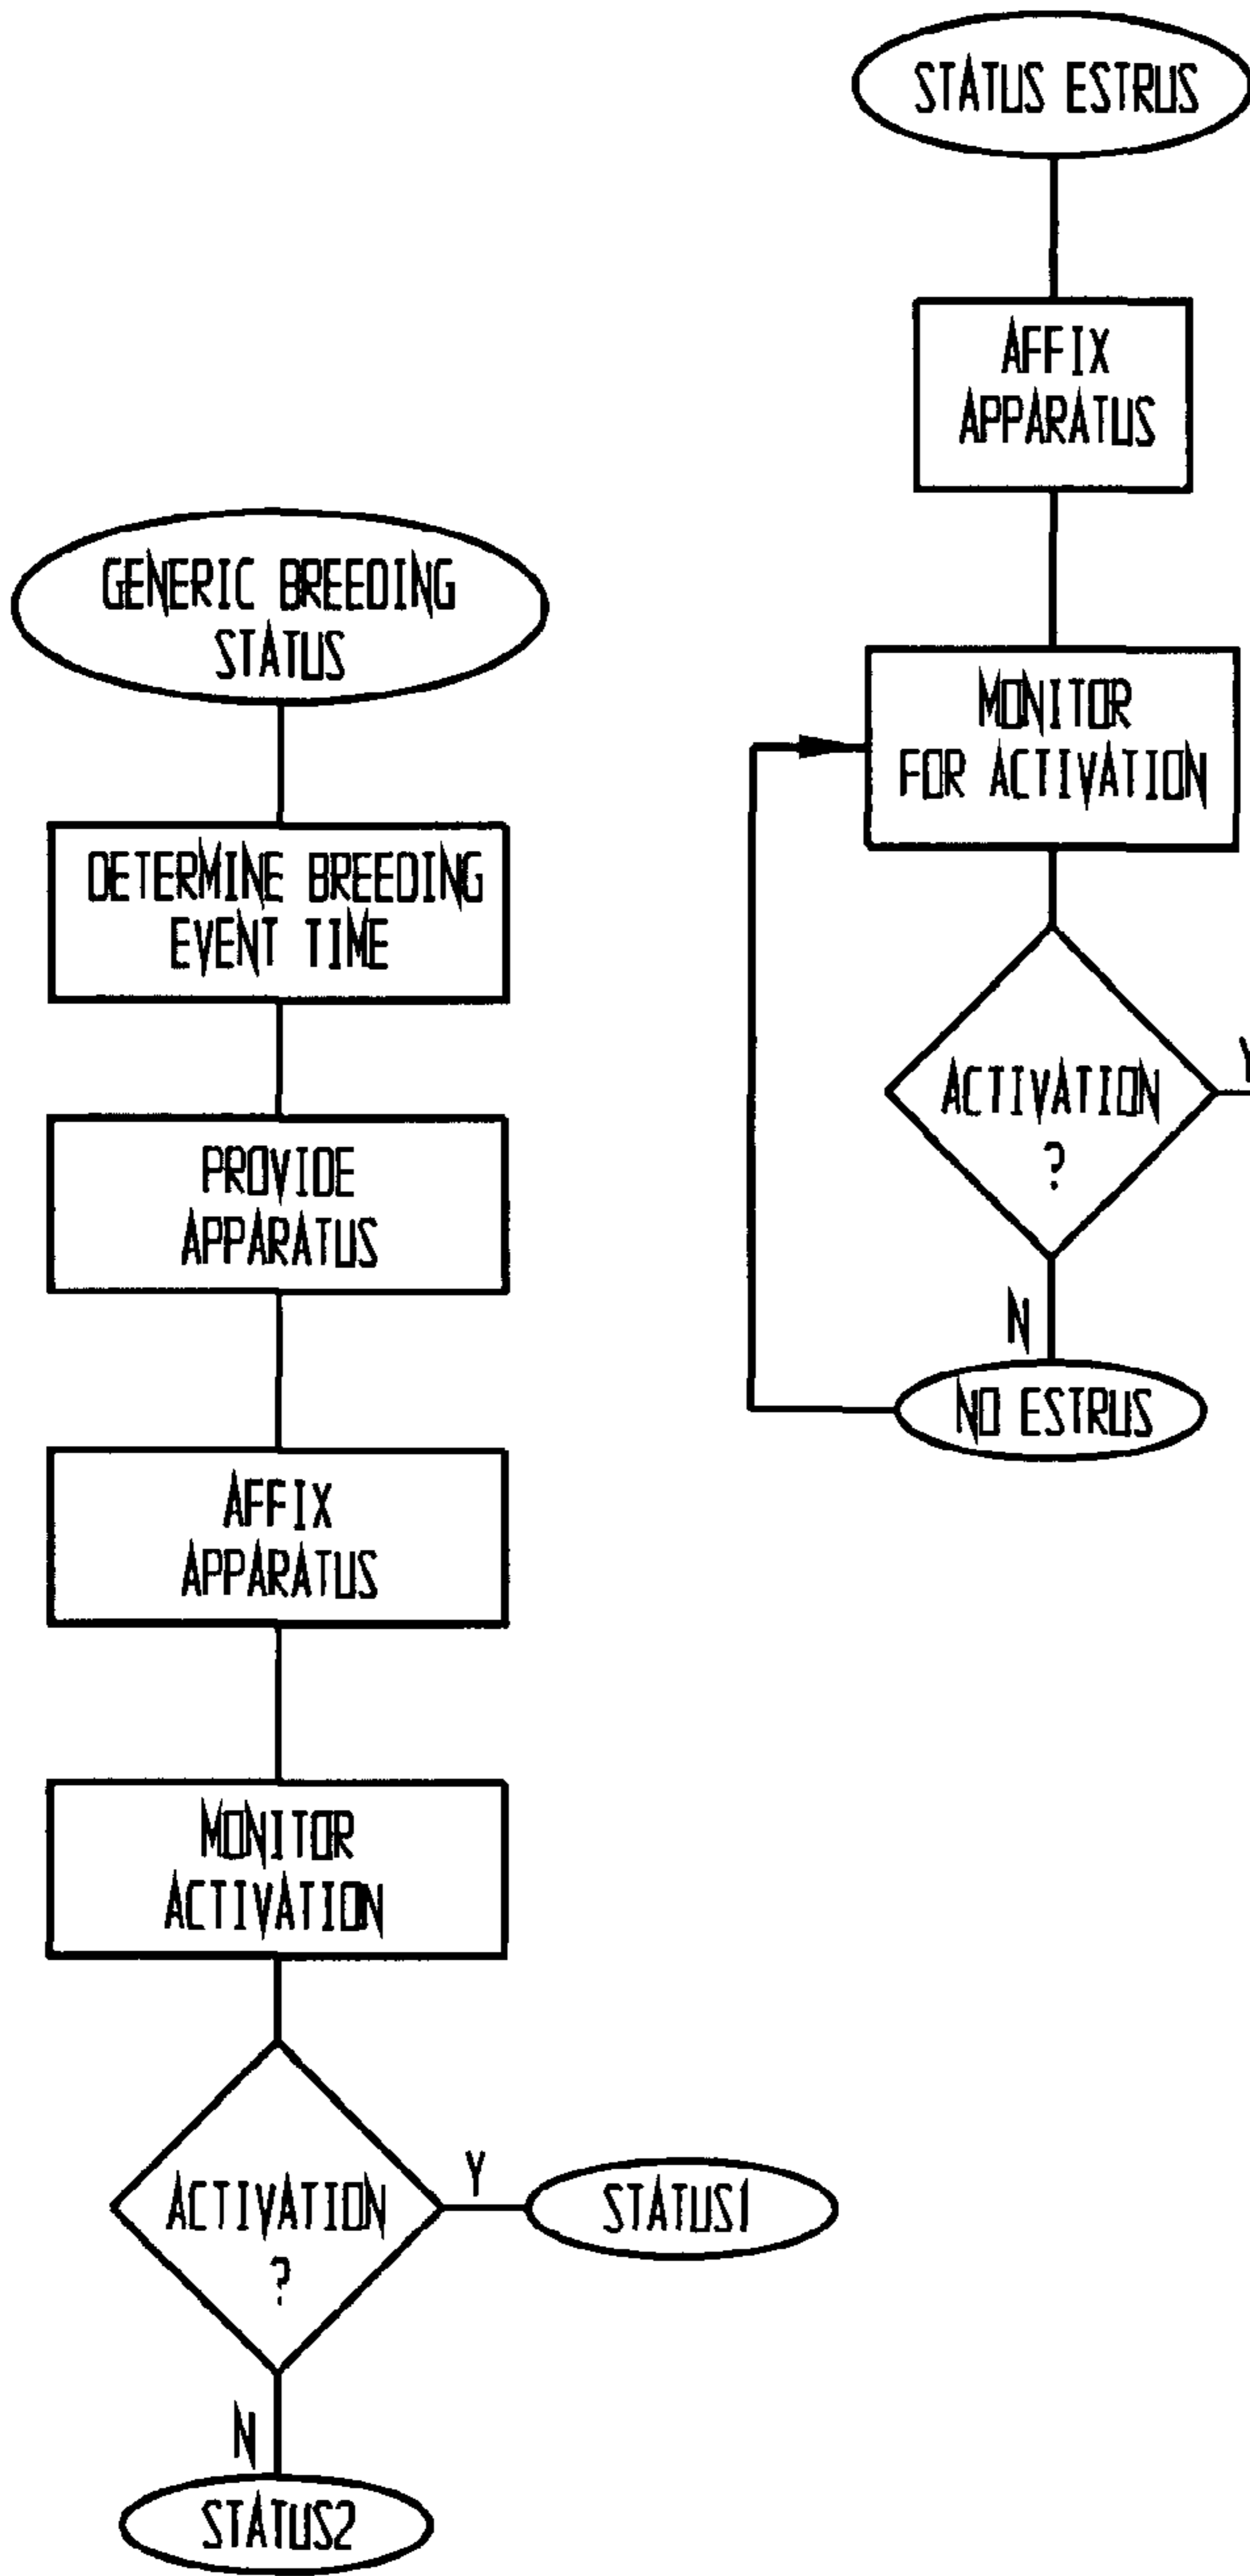 GENERIC BREEDING
STATUS
DETERMINE BREEDING
EVENT TIME
PROVIDE
APPARATUS
AFFIX
APPARATUS
MONITOR
ACTIVATION
ACTIVATION
?
Y
STATUS1
N
STATUS2
STATUS ESTRUS
AFFIX
APPARATUS
MONITOR
FOR ACTIVATION
ACTIVATION
?
Y
N
NO ESTRUS